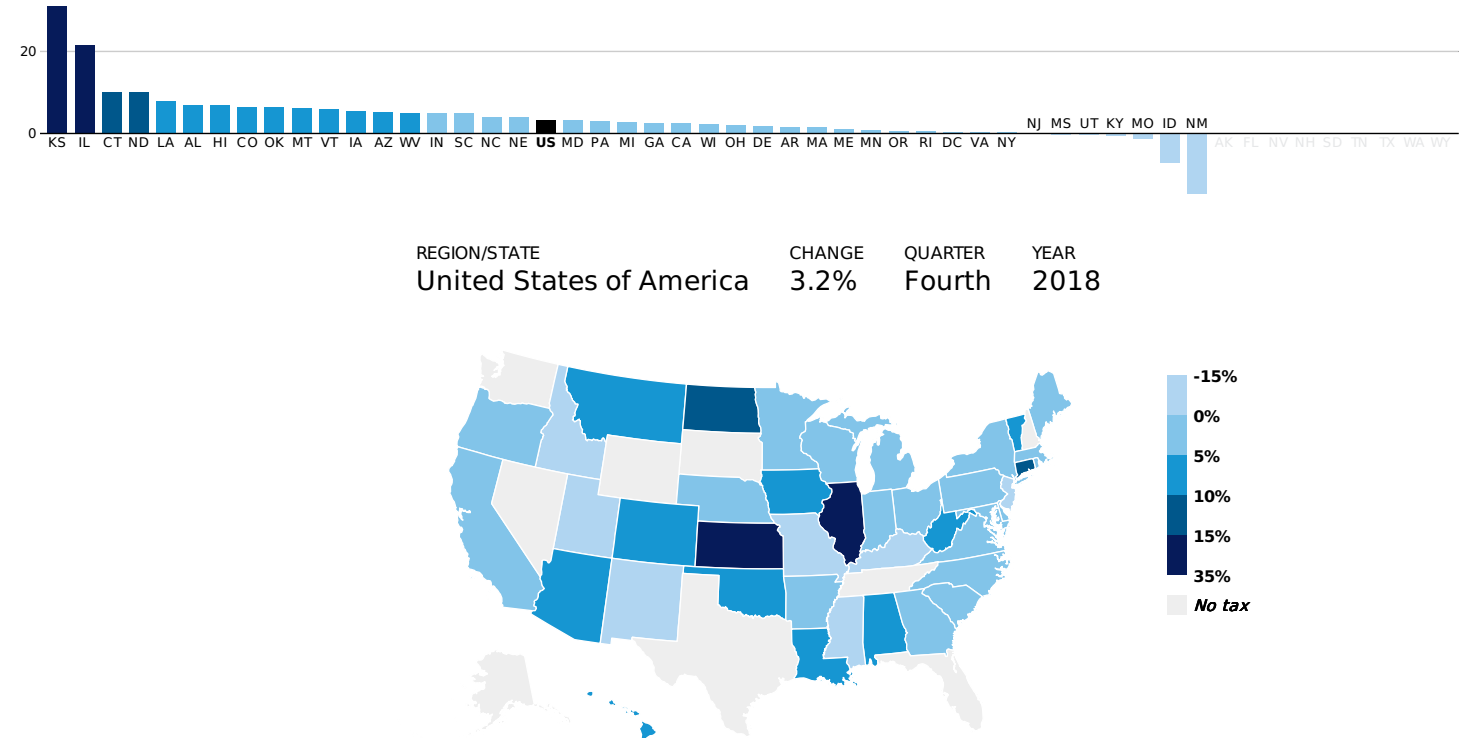 20
0
NJ MS UT KY MO ID NM
KS IL CT ND LA AL HI CO OK MT VT IA AZ WV IN SC NC NE US MD PA MI GA CA WI OH DE AR MA ME MN OR RI DC VA NY AK FL NV NH SD TN TX WA WY
REGION/STATE CHANGE QUARTER YEAR
United States of America 3.2% Fourth 2018
-15%
0%
5%
10%
15%
35%
No tax